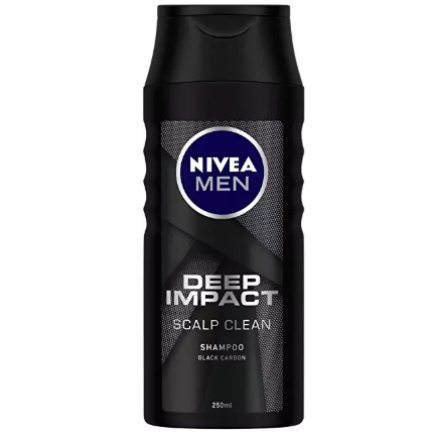 NIVEA
MEN
DEEP
IMPACT
SCALP CLEAN
SHAMPOO
BLACK CARBON
250ml